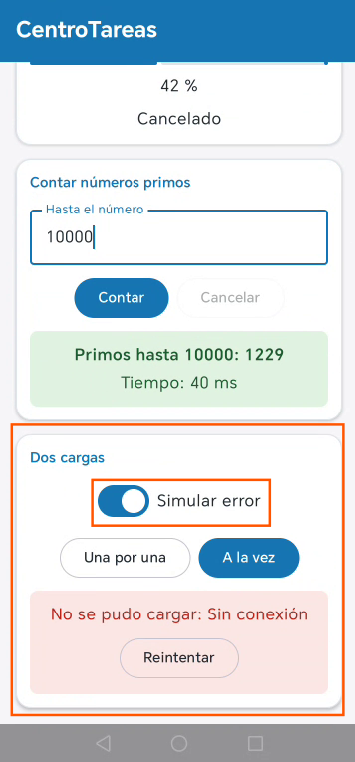 CentroTareas
42 %
Cancelado
Contar números primos
Hasta el número
10000
Contar
Cancelar
Primos hasta 10000: 1229
Tiempo: 40 ms
Dos cargas
Simular error
Una por una
A la vez
No se pudo cargar: Sin conexión
Reintentar